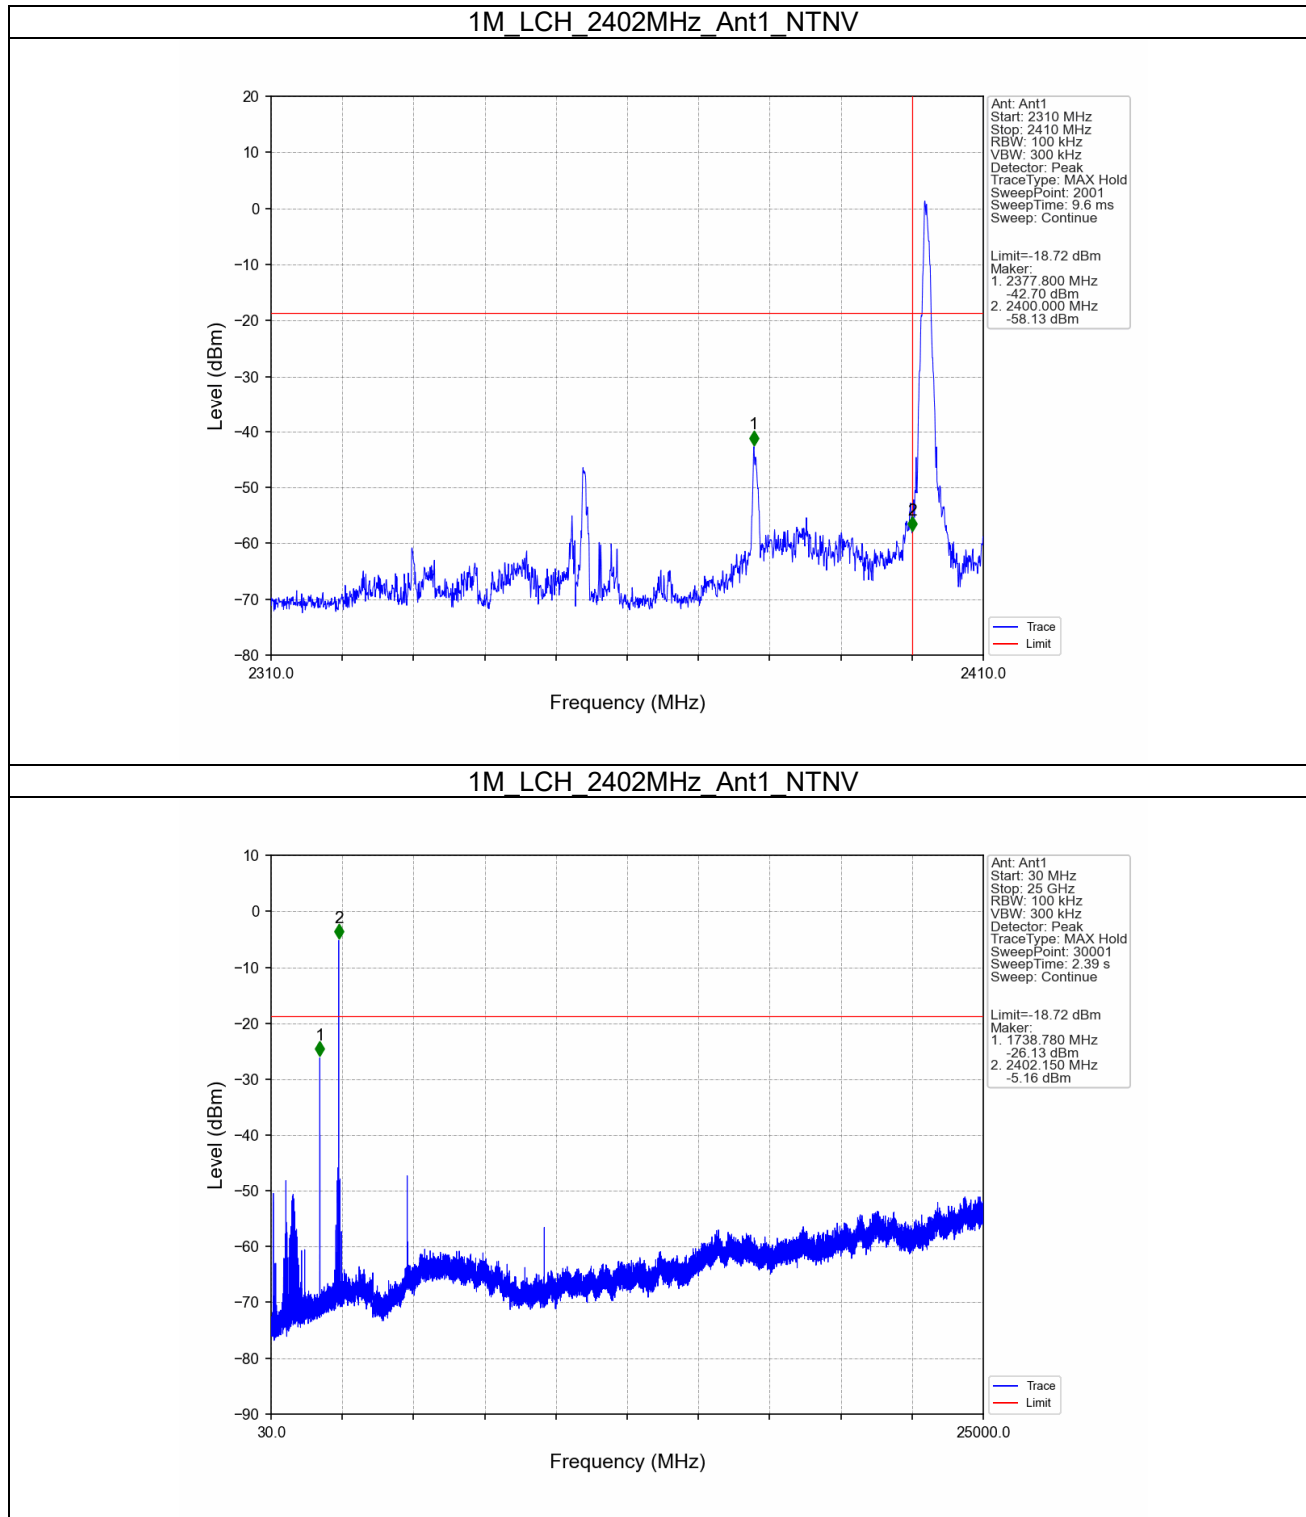 1M_LCH_2402MHz_Ant1_NTNV
20
10
0
−10
−20
−30
−40
−50
−60
−70
−80
Level (dBm)
2310.0
2410.0
Frequency (MHz)
1
2
Ant: Ant1
Start: 2310 MHz
Stop: 2410 MHz
RBW: 100 kHz
VBW: 300 kHz
Detector: Peak
TraceType: MAX Hold
SweepPoint: 2001
SweepTime: 9.6 ms
Sweep: Continue
Limit=-18.72 dBm
Maker:
1. 2377.800 MHz
-42.70 dBm
2. 2400.000 MHz
-58.13 dBm
Trace
Limit
1M_LCH_2402MHz_Ant1_NTNV
10
0
−10
−20
−30
−40
−50
−60
−70
−80
−90
Level (dBm)
30.0
25000.0
Frequency (MHz)
1
2
Ant: Ant1
Start: 30 MHz
Stop: 25 GHz
RBW: 100 kHz
VBW: 300 kHz
Detector: Peak
TraceType: MAX Hold
SweepPoint: 30001
SweepTime: 2.39 s
Sweep: Continue
Limit=-18.72 dBm
Maker:
1. 1738.780 MHz
-26.13 dBm
2. 2402.150 MHz
-5.16 dBm
Trace
Limit